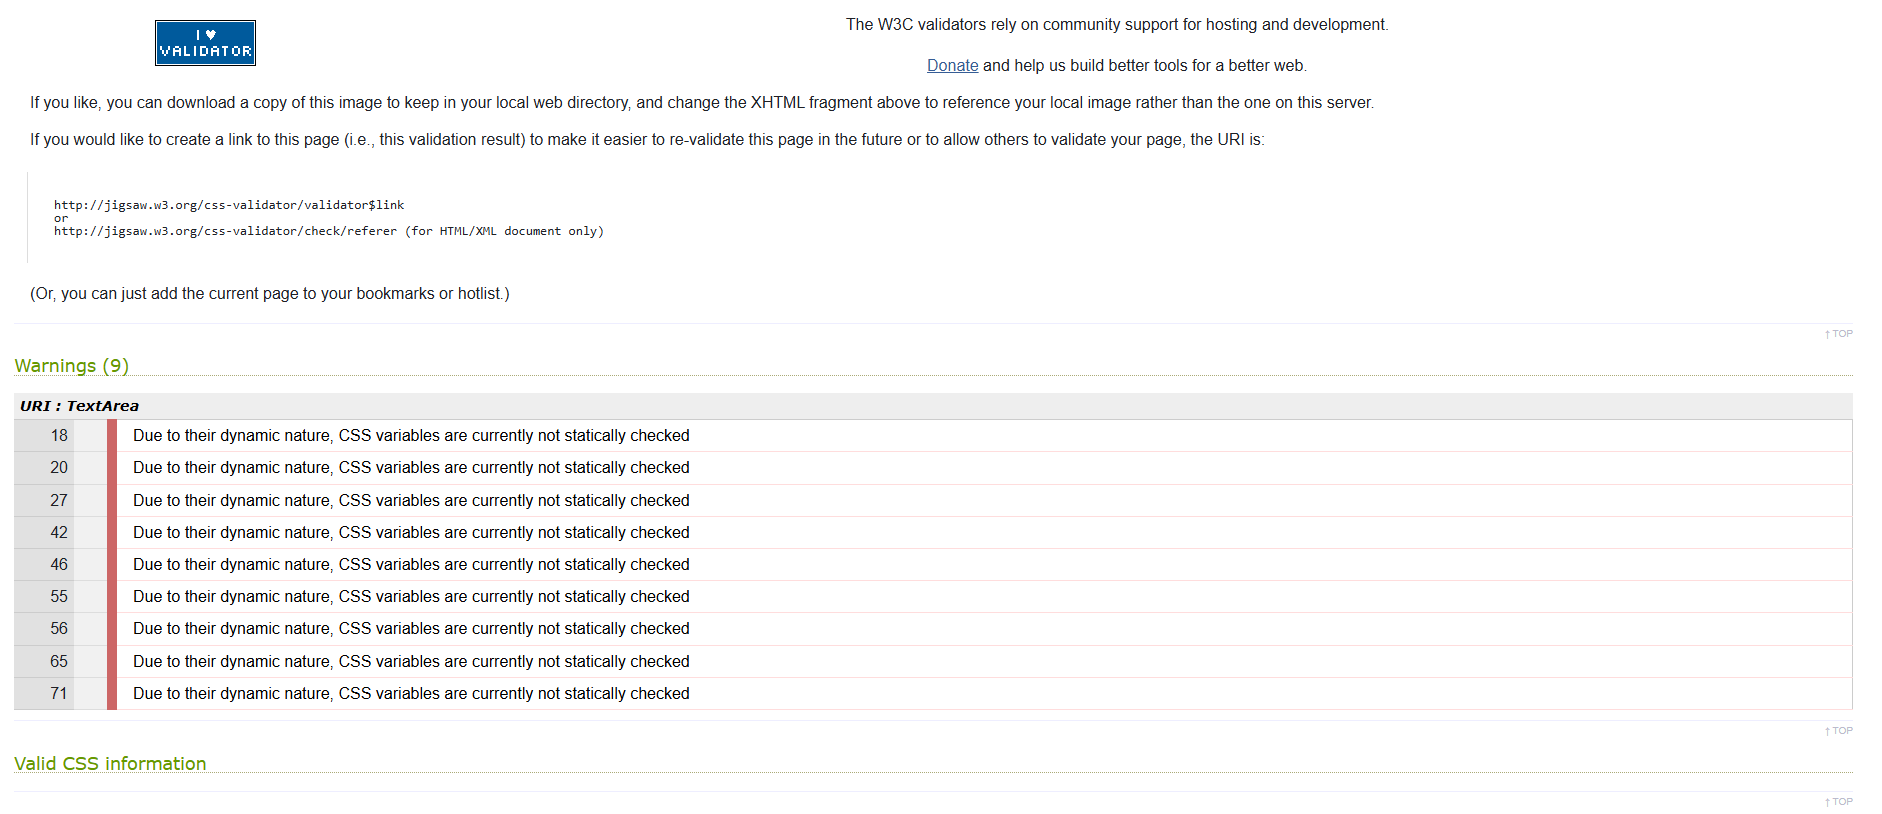 I ♥
VALIDATOR
The W3C validators rely on community support for hosting and development.
Donate and help us build better tools for a better web.
If you like, you can download a copy of this image to keep in your local web directory, and change the XHTML fragment above to reference your local image rather than the one on this server.
If you would like to create a link to this page (i.e., this validation result) to make it easier to re-validate this page in the future or to allow others to validate your page, the URI is:
http://jigsaw.w3.org/css-validator/validator$link
or
http://jigsaw.w3.org/css-validator/check/referer (for HTML/XML document only)
(Or, you can just add the current page to your bookmarks or hotlist.)
↑ TOP
Warnings (9)
URI : TextArea
18 Due to their dynamic nature, CSS variables are currently not statically checked
20 Due to their dynamic nature, CSS variables are currently not statically checked
27 Due to their dynamic nature, CSS variables are currently not statically checked
42 Due to their dynamic nature, CSS variables are currently not statically checked
46 Due to their dynamic nature, CSS variables are currently not statically checked
55 Due to their dynamic nature, CSS variables are currently not statically checked
56 Due to their dynamic nature, CSS variables are currently not statically checked
65 Due to their dynamic nature, CSS variables are currently not statically checked
71 Due to their dynamic nature, CSS variables are currently not statically checked
↑ TOP
Valid CSS information
↑ TOP